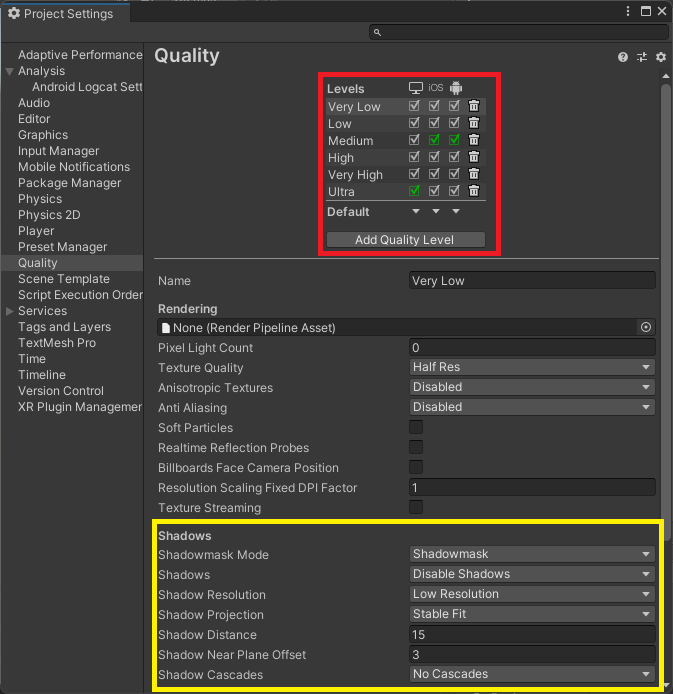 Project Settings
Quality
Adaptive Performance
Analysis
Android Logcat Sett
Audio
Editor
Graphics
Input Manager
Mobile Notifications
Package Manager
Physics
Physics 2D
Player
Preset Manager
Quality
Scene Template
Script Execution Order
Services
Tags and Layers
TextMesh Pro
Time
Timeline
Version Control
XR Plugin Managemer
Levels iOS
Very Low
Low
Medium
High
Very High
Ultra
Default
Add Quality Level
Name Very Low
Rendering
None (Render Pipeline Asset)
Pixel Light Count 0
Texture Quality Half Res
Anisotropic Textures Disabled
Anti Aliasing Disabled
Soft Particles
Realtime Reflection Probes
Billboards Face Camera Position
Resolution Scaling Fixed DPI Factor 1
Texture Streaming
Shadows
Shadowmask Mode Shadowmask
Shadows Disable Shadows
Shadow Resolution Low Resolution
Shadow Projection Stable Fit
Shadow Distance 15
Shadow Near Plane Offset 3
Shadow Cascades No Cascades